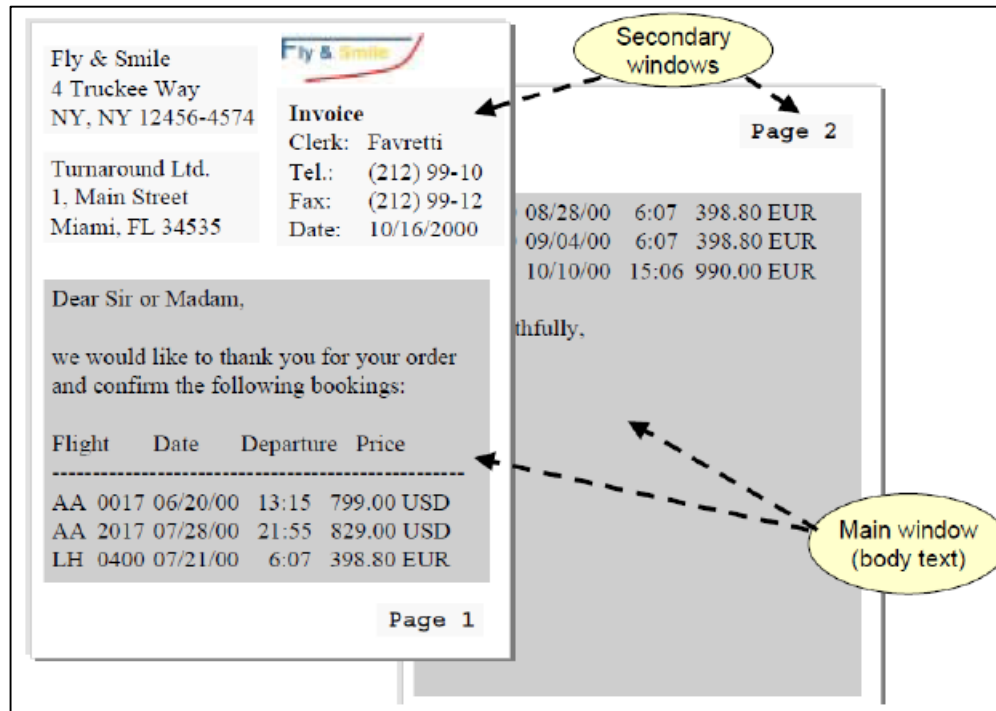 Fly & Smile
4 Truckee Way
NY, NY 12456-4574
Turnaround Ltd.
1, Main Street
Miami, FL 34535
Fly & Smile
Invoice
Clerk: Favretti
Tel.: (212) 99-10
Fax: (212) 99-12
Date: 10/16/2000
Dear Sir or Madam,
we would like to thank you for your order
and confirm the following bookings:
Flight Date Departure Price
--------------------------------------------------
AA 0017 06/20/00 13:15 799.00 USD
AA 2017 07/28/00 21:55 829.00 USD
LH 0400 07/21/00 6:07 398.80 EUR
Page 1
Secondary
windows
Page 2
08/28/00 6:07 398.80 EUR
09/04/00 6:07 398.80 EUR
10/10/00 15:06 990.00 EUR
thfully,
Main window
(body text)